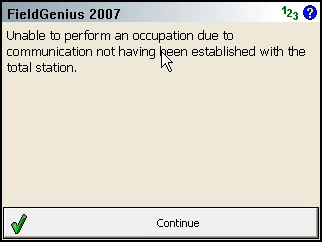 FieldGenius 2007
123
?
Unable to perform an occupation due to
communication not having been established with the
total station.
Continue